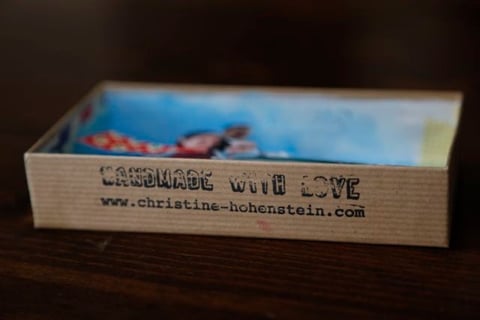 HANDMADE WITH LOVE
www.christine-hohenstein.com